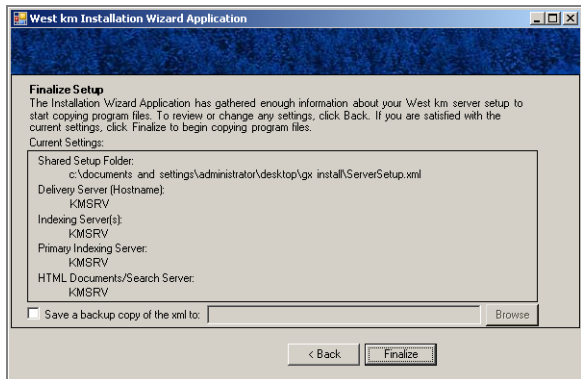 West km Installation Wizard Application
Finalize Setup
The Installation Wizard Application has gathered enough information about your West km server setup to
start copying program files. To review or change any settings, click Back. If you are satisfied with the
current settings, click Finalize to begin copying program files.
Current Settings:
Shared Setup Folder:
c:\documents and settings\administrator\desktop\gx install\ServerSetup.xml
Delivery Server (Hostname):
KMSRV
Indexing Server(s):
KMSRV
Primary Indexing Server:
KMSRV
HTML Documents/Search Server:
KMSRV
Save a backup copy of the xml to:
Browse
< Back
Finalize